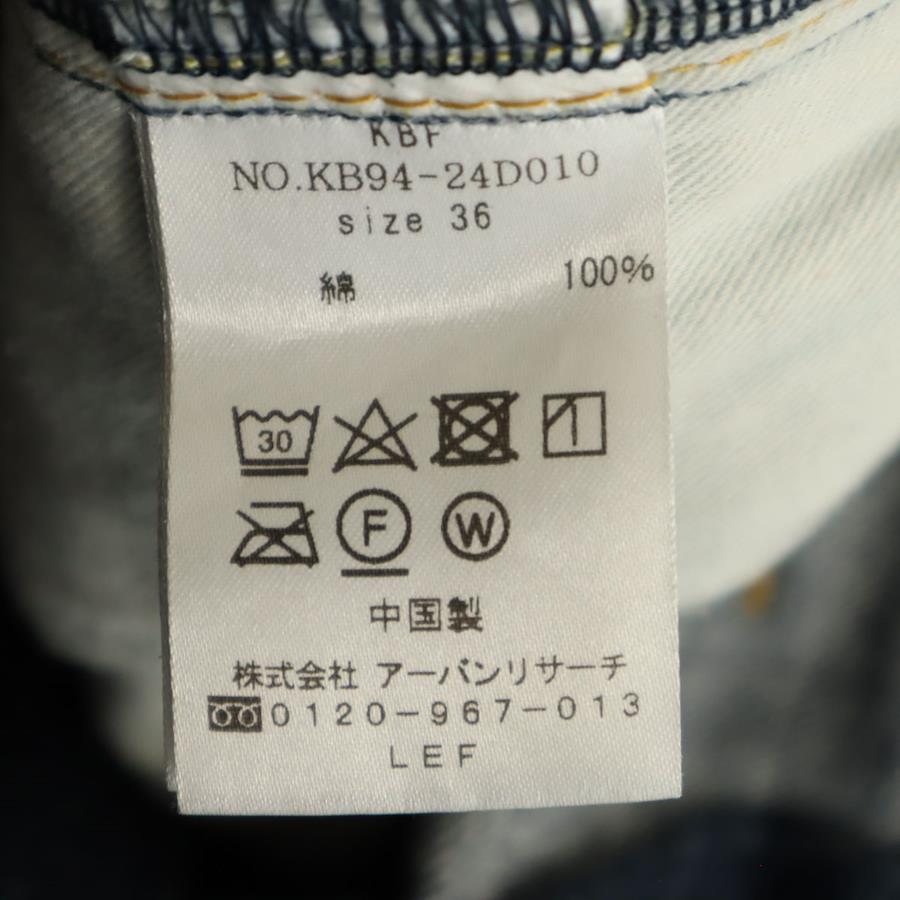 KBF
NO.KB94-24D010
size 36
綿 100%
30
F W
中国製
株式会社 アーバンリサーチ
0120-967-013
LEF